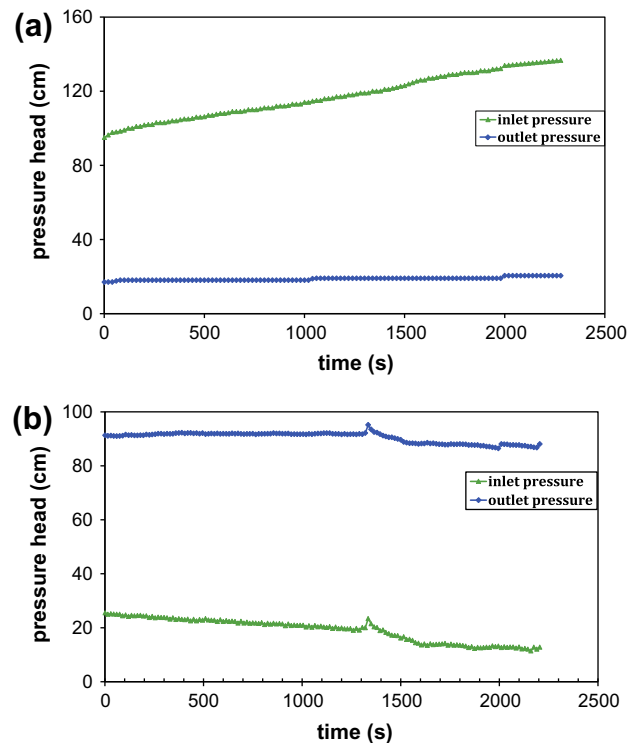 (a)
160
120
80
40
0
pressure head (cm)
inlet pressure
outlet pressure
0 500 1000 1500 2000 2500
time (s)
(b)
100
80
60
40
20
0
pressure head (cm)
inlet pressure
outlet pressure
0 500 1000 1500 2000 2500
time (s)